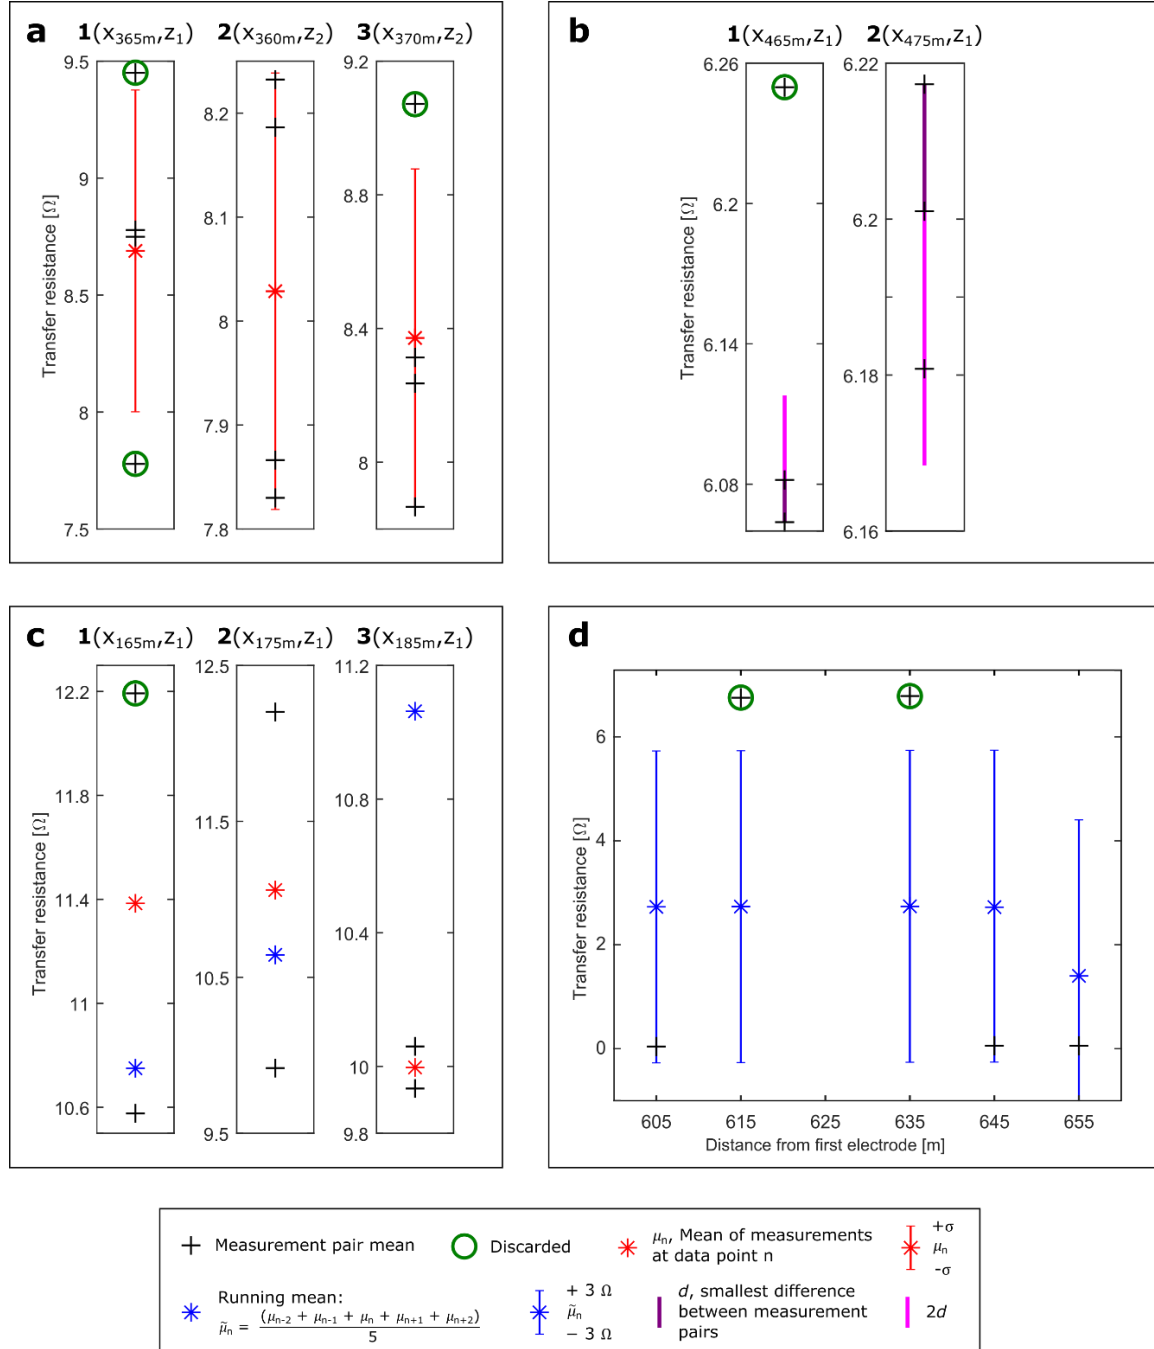 a
1(x365m,z1) 2(x360m,z2) 3(x370m,z2)
Transfer resistance [Ω]
9.5
9
8.5
8
7.5
8.2
8.1
8
7.9
7.8
9.2
8.8
8.4
8
b
1(x465m,z1) 2(x475m,z1)
Transfer resistance [Ω]
6.26
6.2
6.14
6.08
6.22
6.2
6.18
6.16
c
1(x165m,z1) 2(x175m,z1) 3(x185m,z1)
Transfer resistance [Ω]
12.2
11.8
11.4
11
10.6
12.5
11.5
10.5
9.5
11.2
10.8
10.4
10
9.8
d
Transfer resistance [Ω]
6
4
2
0
605 615 625 635 645 655
Distance from first electrode [m]
Measurement pair mean
Discarded
μn, Mean of measurements
at data point n
+σ
μn
-σ
Running mean:
μ̃n = (μn-2 + μn-1 + μn + μn+1 + μn+2)
5
+ 3 Ω
μ̃n
− 3 Ω
d, smallest difference
between measurement
pairs
2d